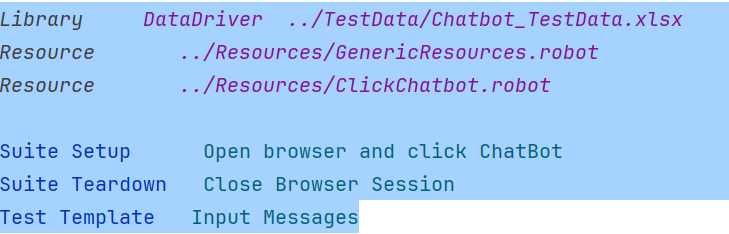 Library     DataDriver  ../TestData/Chatbot_TestData.xlsx
Resource       ../Resources/GenericResources.robot
Resource       ../Resources/ClickChatbot.robot
Suite Setup      Open browser and click ChatBot
Suite Teardown   Close Browser Session
Test Template   Input Messages